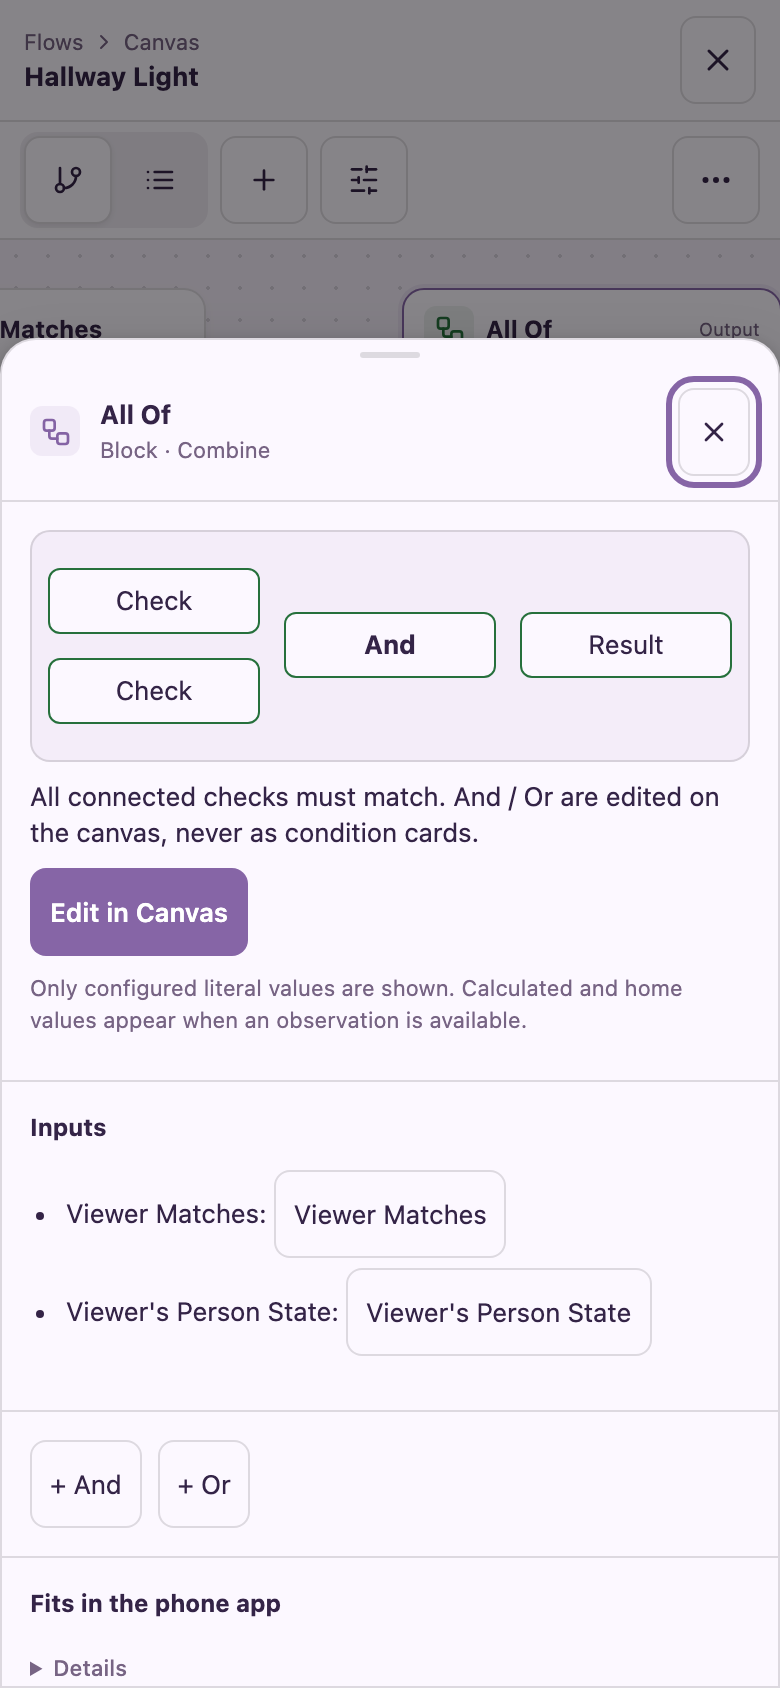 Flows > Canvas
Hallway Light
Matches
All Of
Output
All Of
Block · Combine
Check
Check
And
Result
All connected checks must match. And / Or are edited on
the canvas, never as condition cards.
Edit in Canvas
Only configured literal values are shown. Calculated and home
values appear when an observation is available.
Inputs
• Viewer Matches: Viewer Matches
• Viewer's Person State: Viewer's Person State
+ And
+ Or
Fits in the phone app
Details